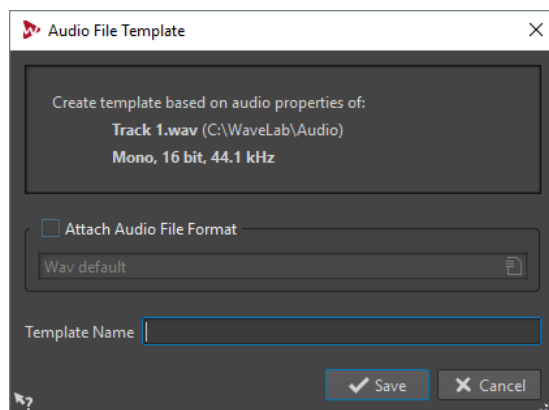 Audio File Template
Create template based on audio properties of:
Track 1.wav (C:\WaveLab\Audio)
Mono, 16 bit, 44.1 kHz
Attach Audio File Format
Wav default
Template Name
Save Cancel